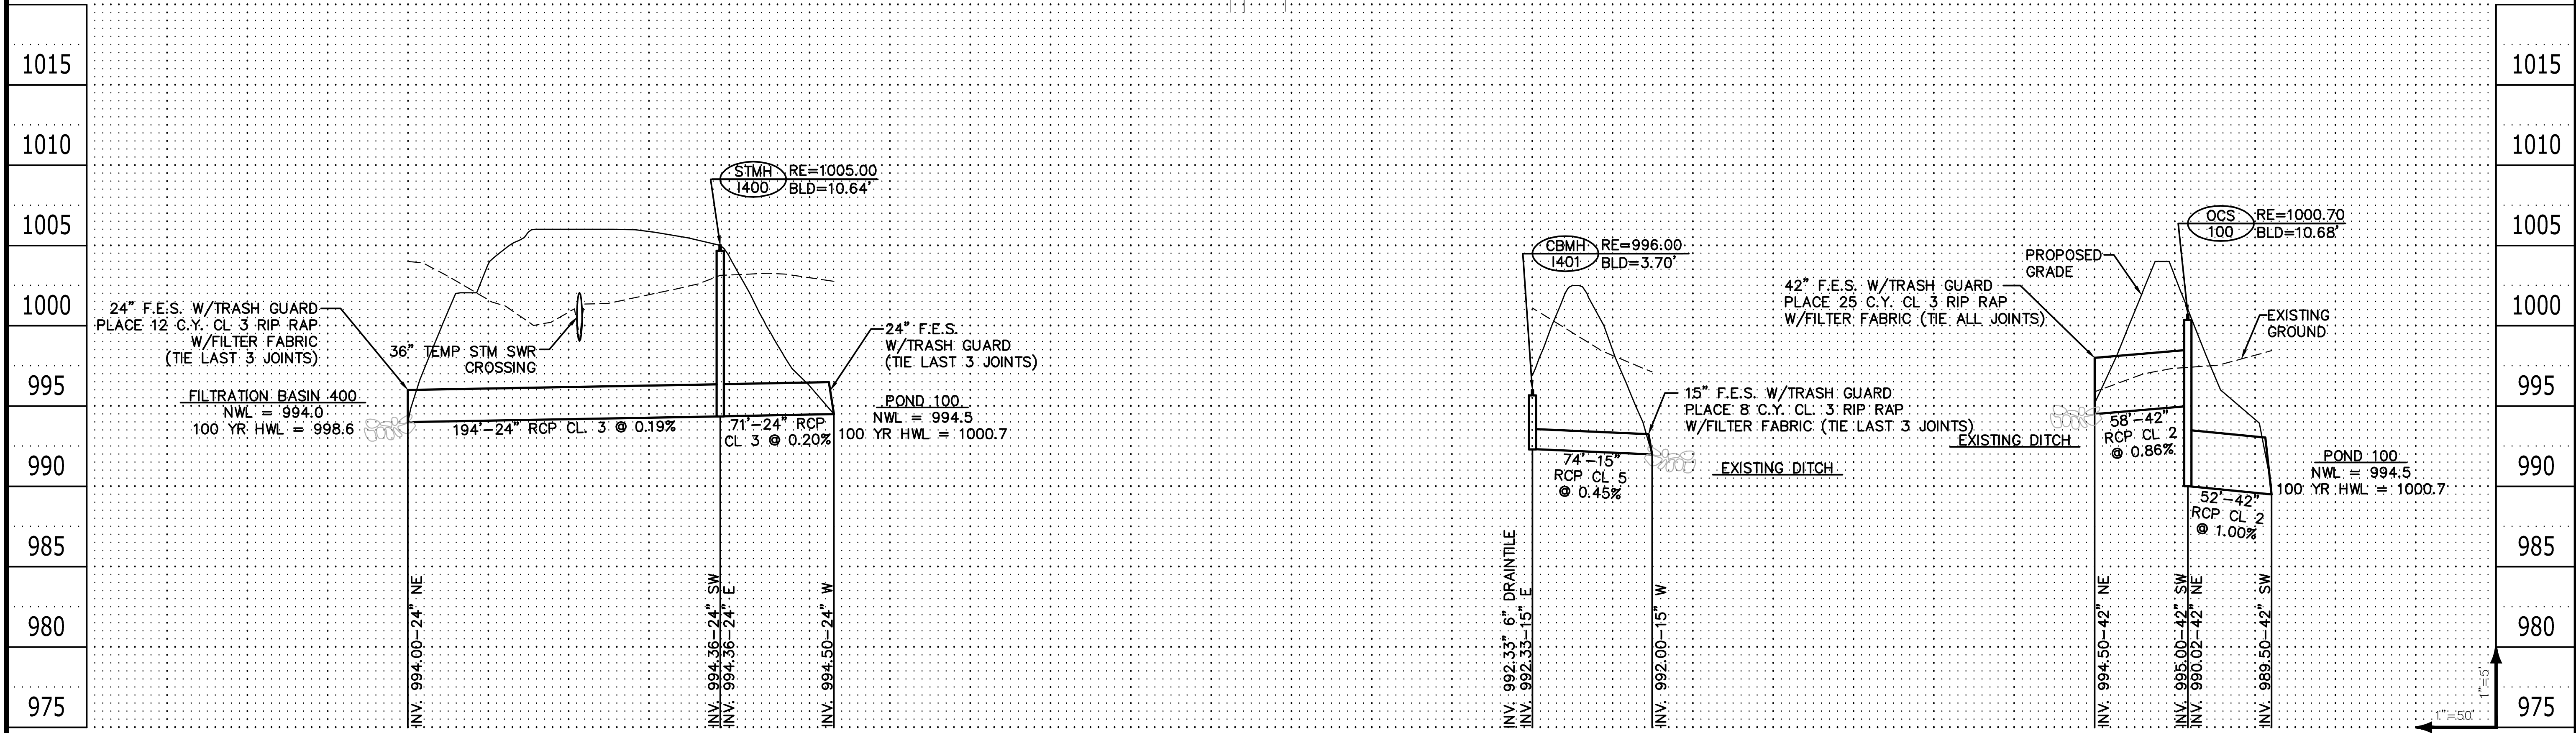 1015
1010
1005
1000
995
990
985
980
975
24" F.E.S. W/TRASH GUARD
PLACE 12 C.Y. CL 3 RIP RAP
W/FILTER FABRIC
(TIE LAST 3 JOINTS)
FILTRATION BASIN 400
NWL = 994.0
100 YR HWL = 998.6
36" TEMP STM SWR
CROSSING
194'-24" RCP CL. 3 @ 0.19%
STMH
1400
RE=1005.00
BLD=10.64'
71'-24" RCP
CL 3 @ 0.20%
24" F.E.S.
W/TRASH GUARD
(TIE LAST 3 JOINTS)
POND 100
NWL = 994.5
100 YR HWL = 1000.7
INV. 994.00-24" NE
INV. 994.36-24" SW
INV. 994.36-24" E
INV. 994.50-24" W
CBMH
1401
RE=996.00
BLD=3.70'
15" F.E.S. W/TRASH GUARD
PLACE 8 C.Y. CL. 3 RIP RAP
W/FILTER FABRIC (TIE LAST 3 JOINTS)
74'-15"
RCP CL 5
@ 0.45%
EXISTING DITCH
INV. 992.33" 6" DRAINTILE
INV. 992.33-15" E
INV. 992.00-15" W
42" F.E.S. W/TRASH GUARD
PLACE 25 C.Y. CL 3 RIP RAP
W/FILTER FABRIC (TIE ALL JOINTS)
EXISTING DITCH
PROPOSED
GRADE
OCS
100
RE=1000.70
BLD=10.68'
EXISTING
GROUND
58'-42"
RCP CL 2
@ 0.86%
52'-42"
RCP CL 2
@ 1.00%
POND 100
NWL = 994.5
100 YR HWL = 1000.7
INV. 994.50-42" NE
INV. 995.00-42" SW
INV. 990.02-42" NE
INV. 989.50-42" SW
1"=5'
1"=50'
1015
1010
1005
1000
995
990
985
980
975